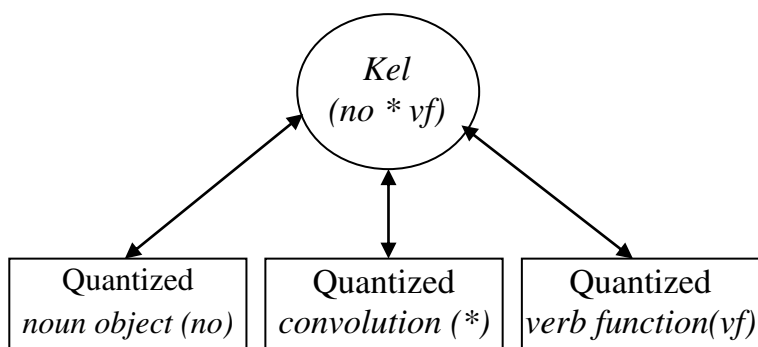 Kel
(no * vf)
Quantized
noun object (no)
Quantized
convolution (*)
Quantized
verb function(vf)